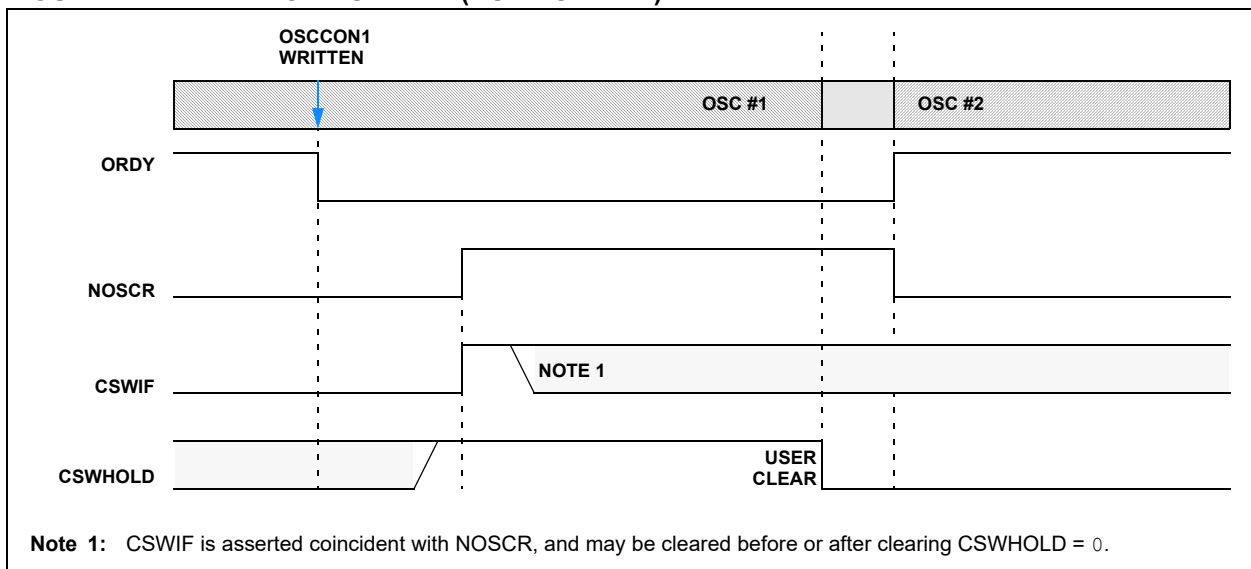 OSCCON1
WRITTEN
OSC #1
OSC #2
ORDY
NOSCR
CSWIF
NOTE 1
CSWHOLD
USER
CLEAR
Note 1: CSWIF is asserted coincident with NOSCR, and may be cleared before or after clearing CSWHOLD = 0.